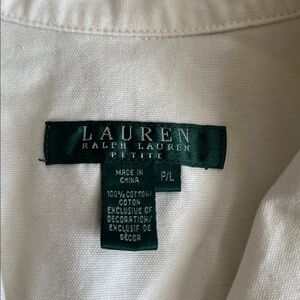 LAUREN
RALPH LAUREN
PETITE
MADE IN
CHINA
P/L
100% COTTON/
COTON
EXCLUSIVE OF
DECORATION/
EXCLUSIF DE
DÉCOR